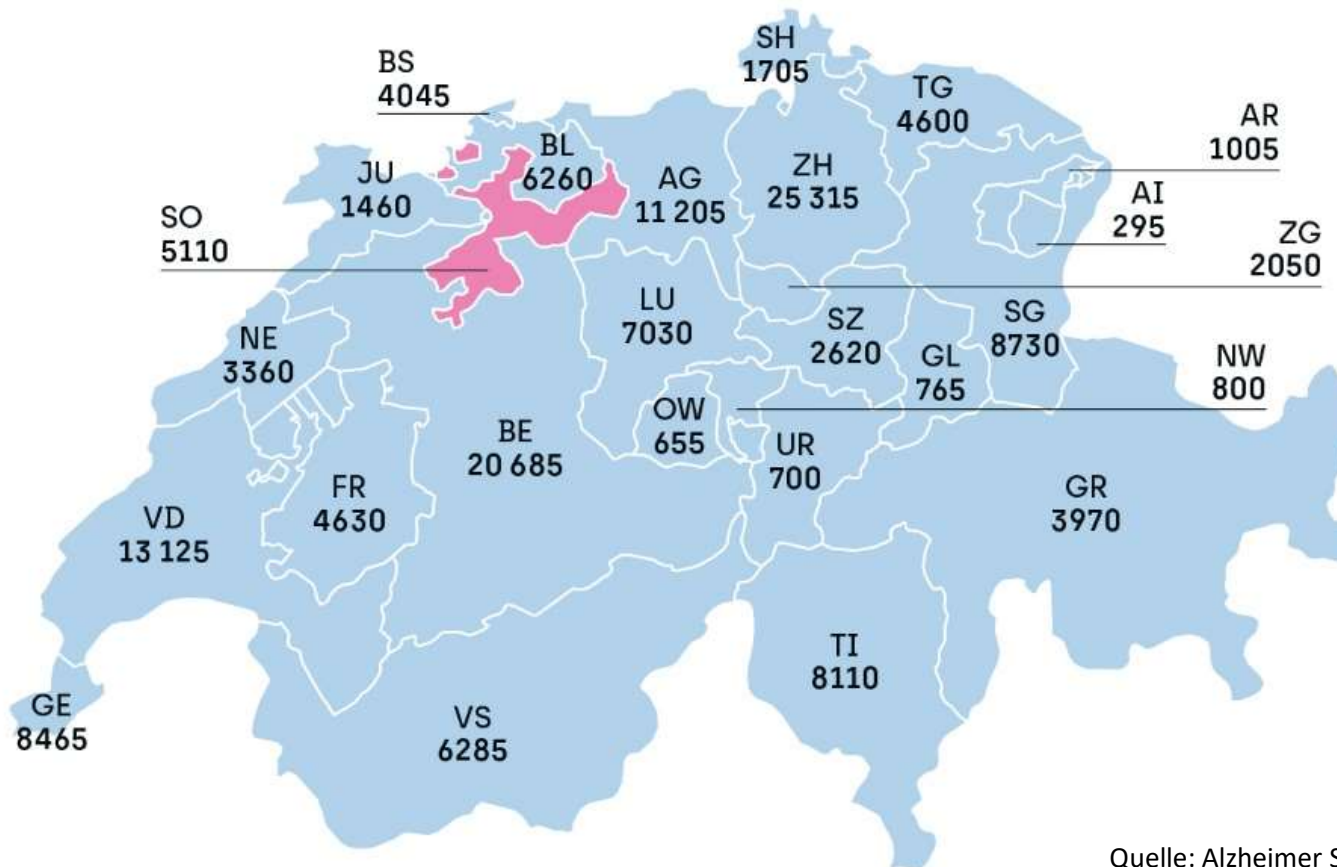 SH
1705
BS
4045
TG
4600
AR
1005
BL
6260
ZH
25 315
JU
1460
AG
11 205
AI
295
SO
5110
ZG
2050
LU
7030
SZ
2620
SG
8730
NE
3360
GL
765
NW
800
OW
655
BE
20 685
UR
700
FR
4630
GR
3970
VD
13 125
TI
8110
GE
8465
VS
6285
Quelle: Alzheimer S